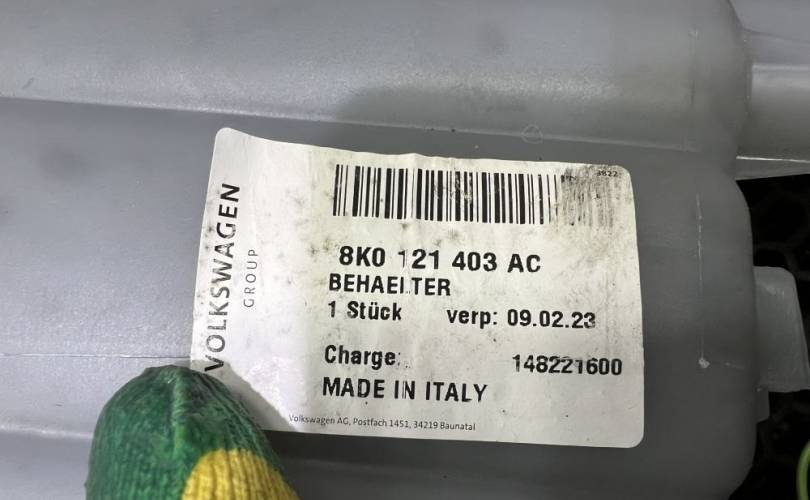 3822
VOLKSWAGEN
GROUP
8K0 121 403 AC
BEHAELTER
1 Stück verp: 09.02.23
Charge: 148221600
MADE IN ITALY
Volkswagen AG, Postfach 1451, 34219 Baunatal